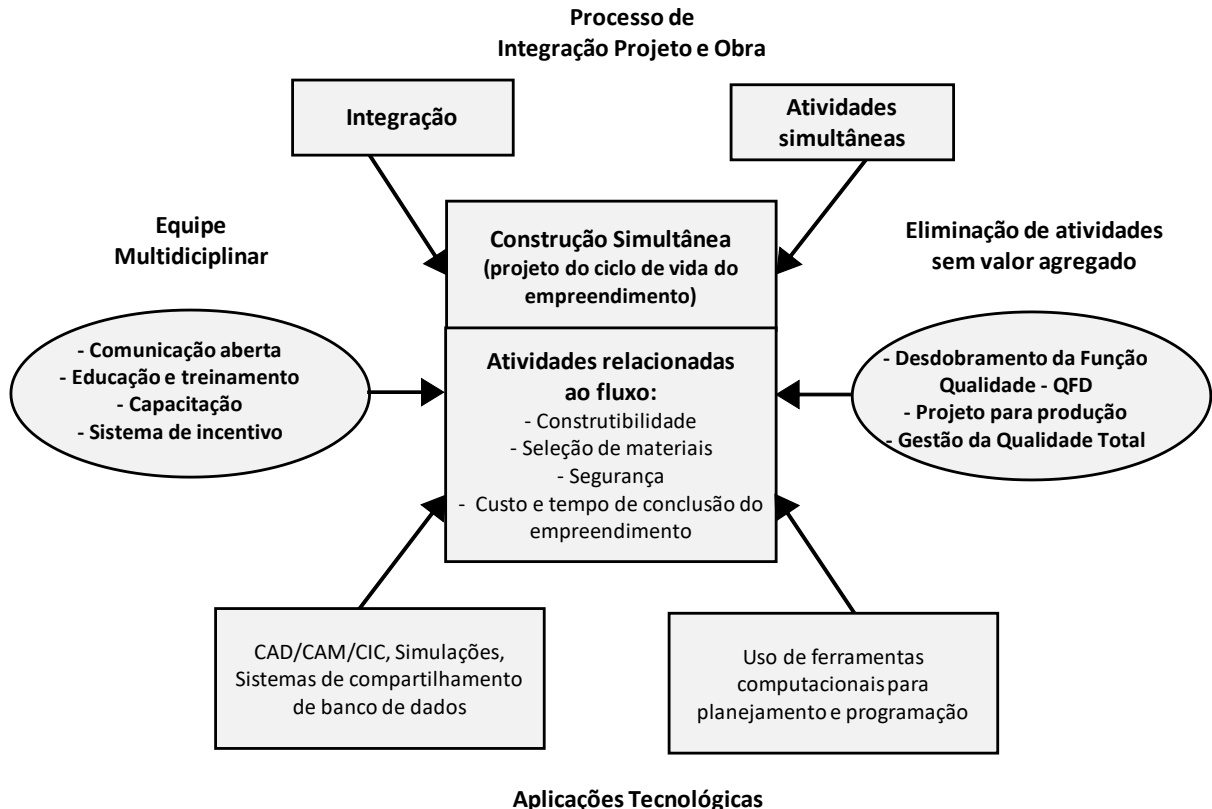 Processo de
Integração Projeto e Obra
Integração
Atividades
simultâneas
Equipe
Multidiciplinar
Construção Simultânea
(projeto do ciclo de vida do
empreendimento)
Eliminação de atividades
sem valor agregado
- Comunicação aberta
- Educação e treinamento
- Capacitação
- Sistema de incentivo
Atividades relacionadas
ao fluxo:
- Construtibilidade
- Seleção de materiais
- Segurança
- Custo e tempo de conclusão do
empreendimento
- Desdobramento da Função
Qualidade - QFD
- Projeto para produção
- Gestão da Qualidade Total
CAD/CAM/CIC, Simulações,
Sistemas de compartilhamento
de banco de dados
Uso de ferramentas
computacionais para
planejamento e programação
Aplicações Tecnológicas